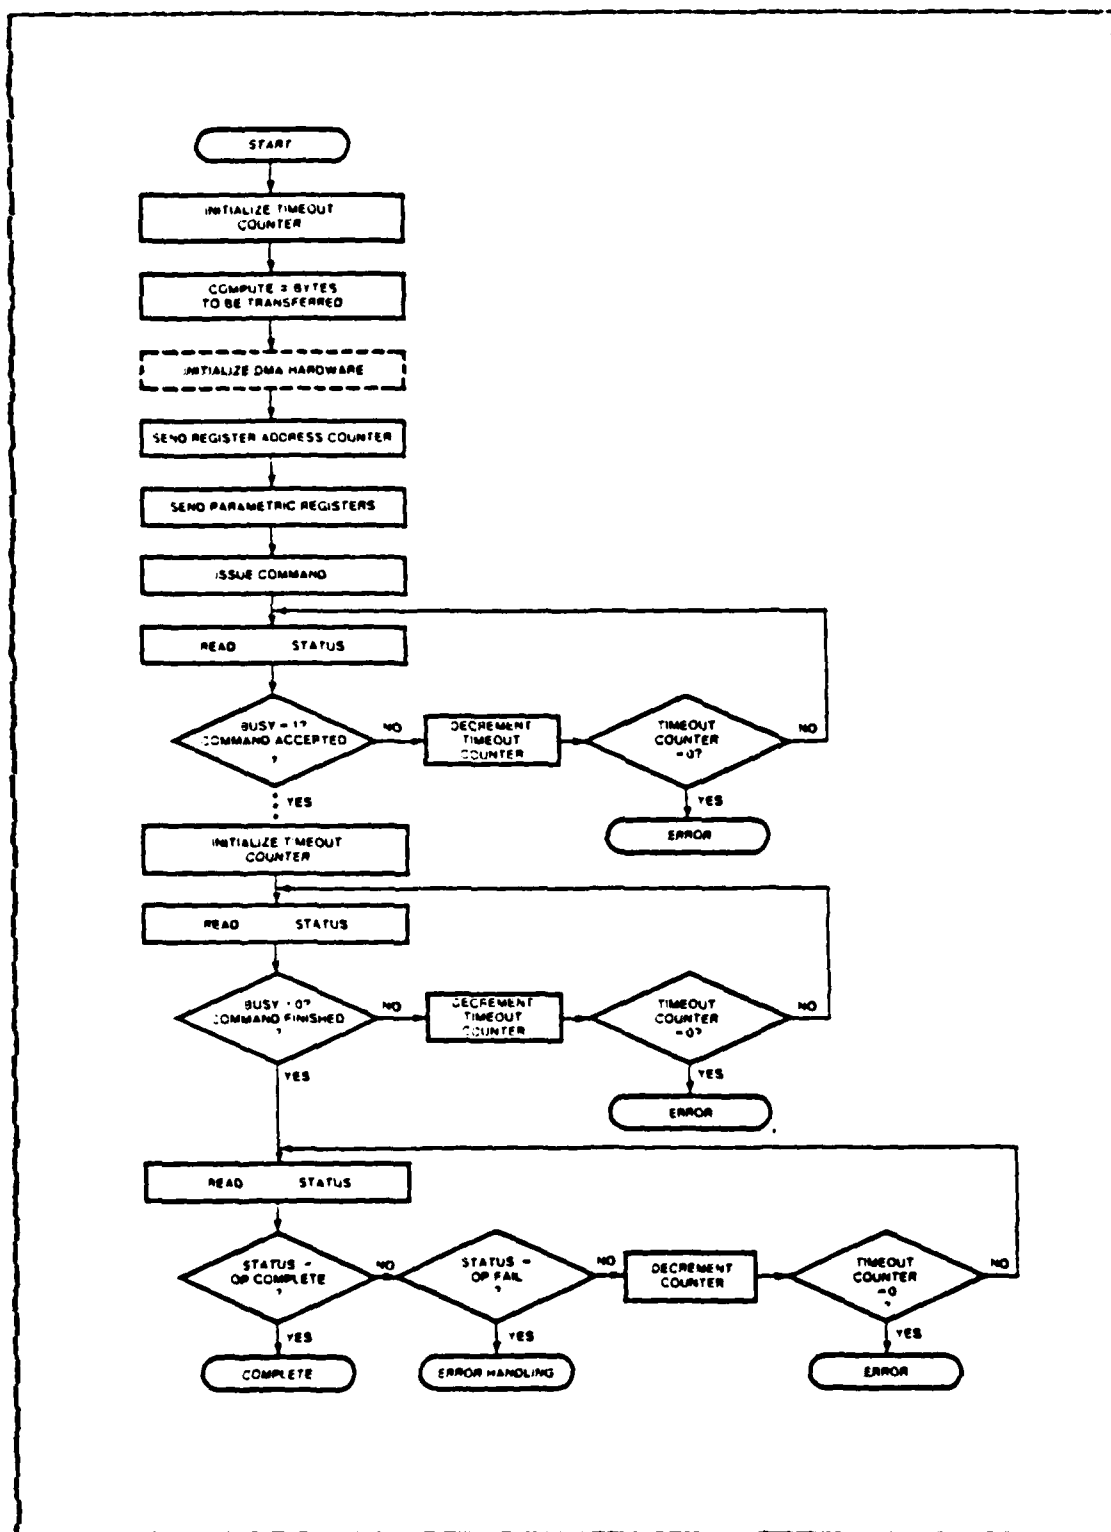 START
INITIALIZE TIMEOUT
COUNTER
COMPUTE # BYTES
TO BE TRANSFERRED
INITIALIZE DMA HARDWARE
SEND REGISTER ADDRESS COUNTER
SEND PARAMETRIC REGISTERS
ISSUE COMMAND
READ STATUS
BUSY = 1?
COMMAND ACCEPTED
?
NO
DECREMENT
TIMEOUT
COUNTER
TIMEOUT
COUNTER
= 0?
NO
YES
YES
ERROR
INITIALIZE TIMEOUT
COUNTER
READ STATUS
BUSY = 0?
COMMAND FINISHED
?
NO
DECREMENT
TIMEOUT
COUNTER
TIMEOUT
COUNTER
= 0?
NO
YES
YES
ERROR
READ STATUS
STATUS =
OP COMPLETE
?
NO
STATUS =
OP FAIL
?
NO
DECREMENT
COUNTER
TIMEOUT
COUNTER
= 0
?
NO
YES
YES
YES
COMPLETE
ERROR HANDLING
ERROR